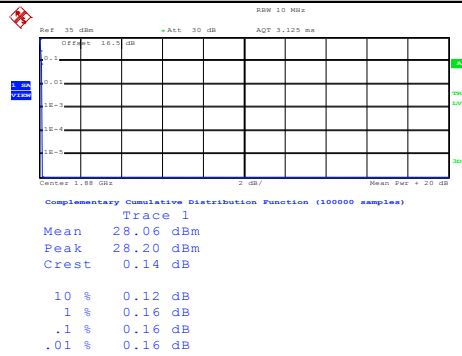 RBW 10 MHz
Ref 35 dBm Att 30 dB AQT 3.125 ms
Offset 16.5 dB
0.1
A
0.01
1 SA
VIEW
TR
LV
1E-3
1E-4
1E-5
3D
Center 1.88 GHz 2 dB/ Mean Pwr + 20 dB
Complementary Cumulative Distribution Function (100000 samples)
Trace 1
Mean 28.06 dBm
Peak 28.20 dBm
Crest 0.14 dB
10 % 0.12 dB
1 % 0.16 dB
.1 % 0.16 dB
.01 % 0.16 dB